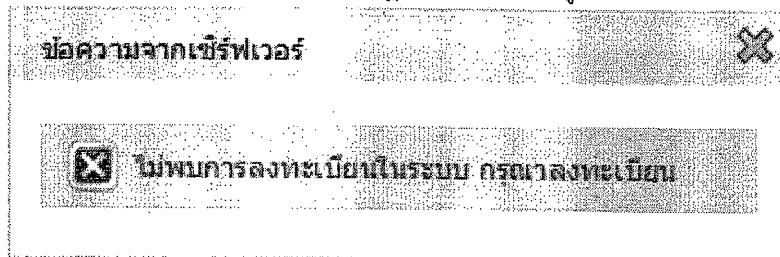 ข้อความจากเซิร์ฟเวอร์
ไม่พบการลงทะเบียนในระบบ กรุณาลงทะเบียน